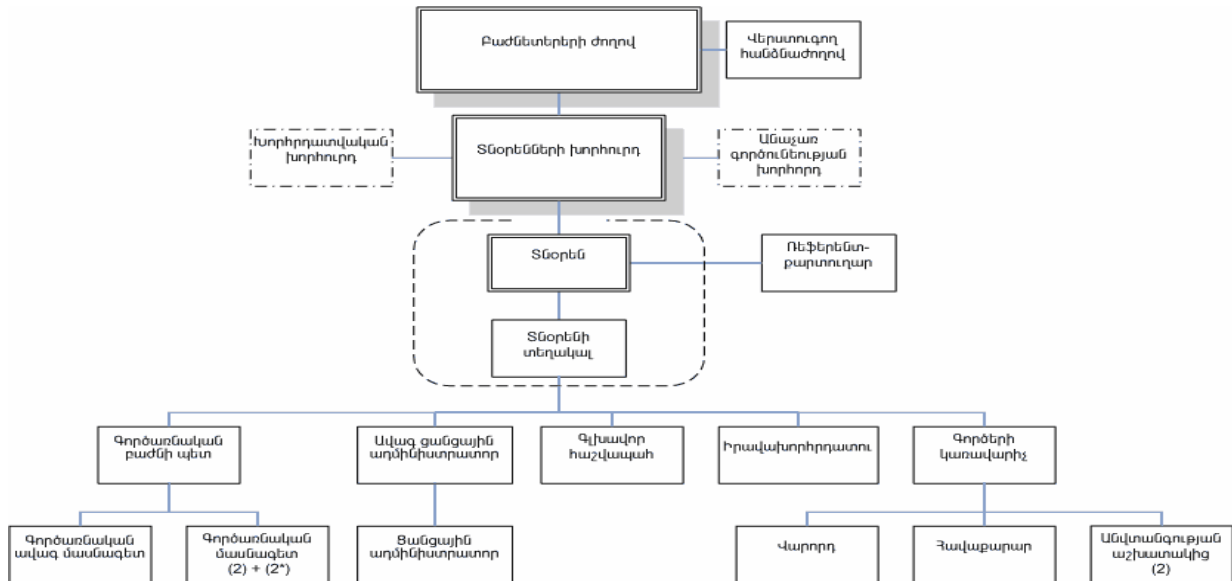 Բաժնետերերի ժողով
Վերստուգող
հանձնաժողով
Խորհրդատվական
խորհուրդ
Տնօրենների խորհուրդ
Անաչառ
գործունեության
խորհորդ
Տնօրեն
Ռեֆերենտ-
քարտուղար
Տնօրենի
տեղակալ
Գործառնական
բաժնի պետ
Ավագ ցանցային
ադմինիստրատոր
Գլխավոր
հաշվապահ
Իրավախորհրդատու
Գործերի
կառավարիչ
Գործառնական
ավագ մասնագետ
Գործառնական
մասնագետ
(2) + (2*)
Ցանցային
ադմինիստրատոր
Վարորդ
Հավաքարար
Անվտանգության
աշխատակից
(2)